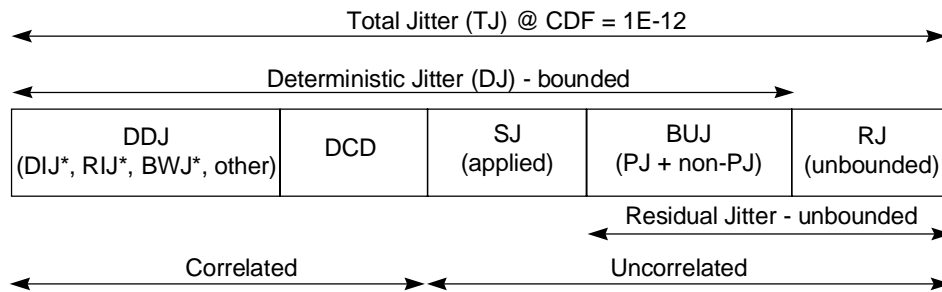 Total Jitter (TJ) @ CDF = 1E-12
Deterministic Jitter (DJ) - bounded
DDJ
(DIJ*, RIJ*, BWJ*, other)
DCD
SJ
(applied)
BUJ
(PJ + non-PJ)
RJ
(unbounded)
Residual Jitter - unbounded
Correlated
Uncorrelated